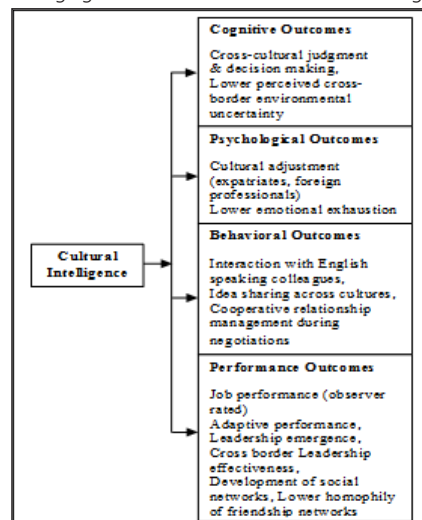 Cognitive Outcomes
Cross-cultural judgment
& decision making,
Lower perceived cross-
border environmental
uncertainty
Psychological Outcomes
Cultural adjustment
(expatriates, foreign
professionals)
Lower emotional exhaustion
Cultural
Intelligence
Behavioral Outcomes
Interaction with English
speaking colleagues,
Idea sharing across cultures,
Cooperative relationship
management during
negotiations
Performance Outcomes
Job performance (observer
rated)
Adaptive performance,
Leadership emergence,
Cross border Leadership
effectiveness,
Development of social
networks, Lower homophily
of friendship networks